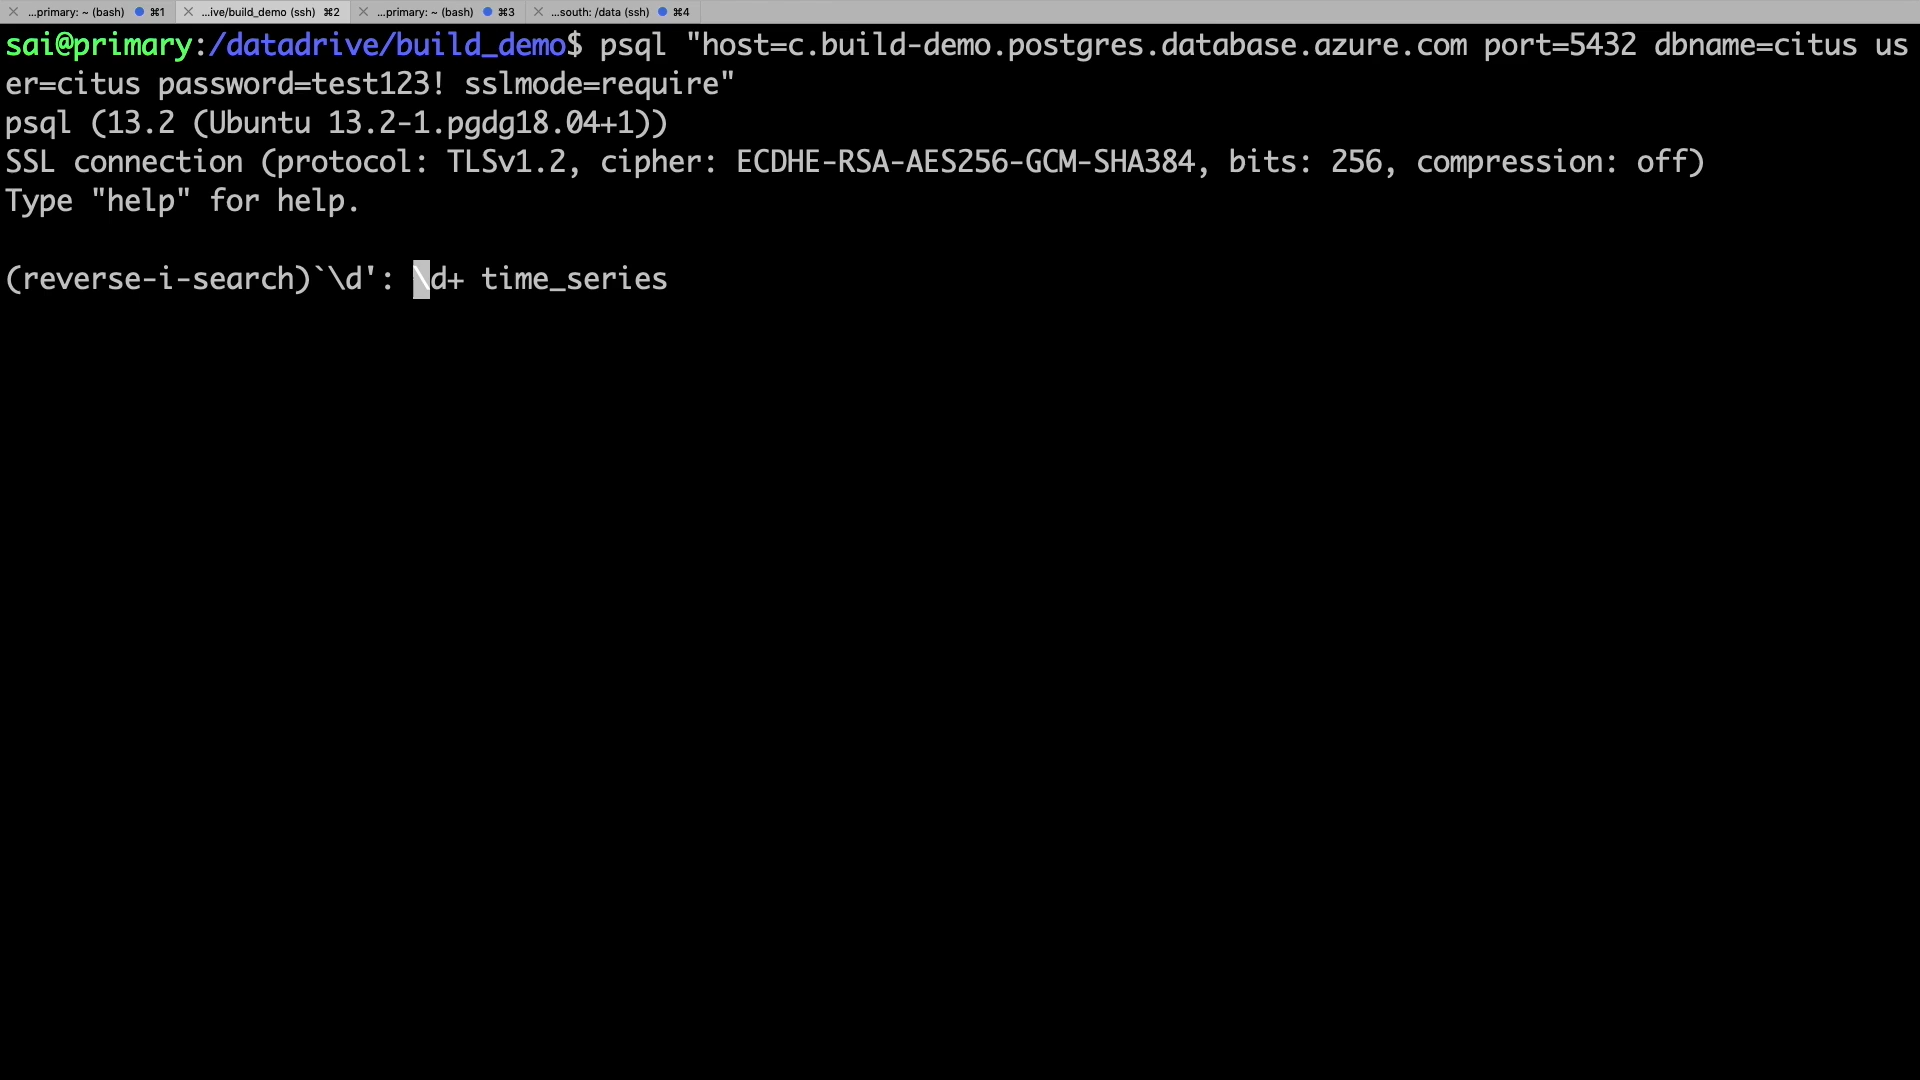 ...primary: ~ (bash) ⌘1 ...ive/build_demo (ssh) ⌘2 ...primary: ~ (bash) ⌘3 ...south: /data (ssh) ⌘4
sai@primary:/datadrive/build_demo$ psql "host=c.build-demo.postgres.database.azure.com port=5432 dbname=citus us
er=citus password=test123! sslmode=require"
psql (13.2 (Ubuntu 13.2-1.pgdg18.04+1))
SSL connection (protocol: TLSv1.2, cipher: ECDHE-RSA-AES256-GCM-SHA384, bits: 256, compression: off)
Type "help" for help.
(reverse-i-search)`\d': \d+ time_series